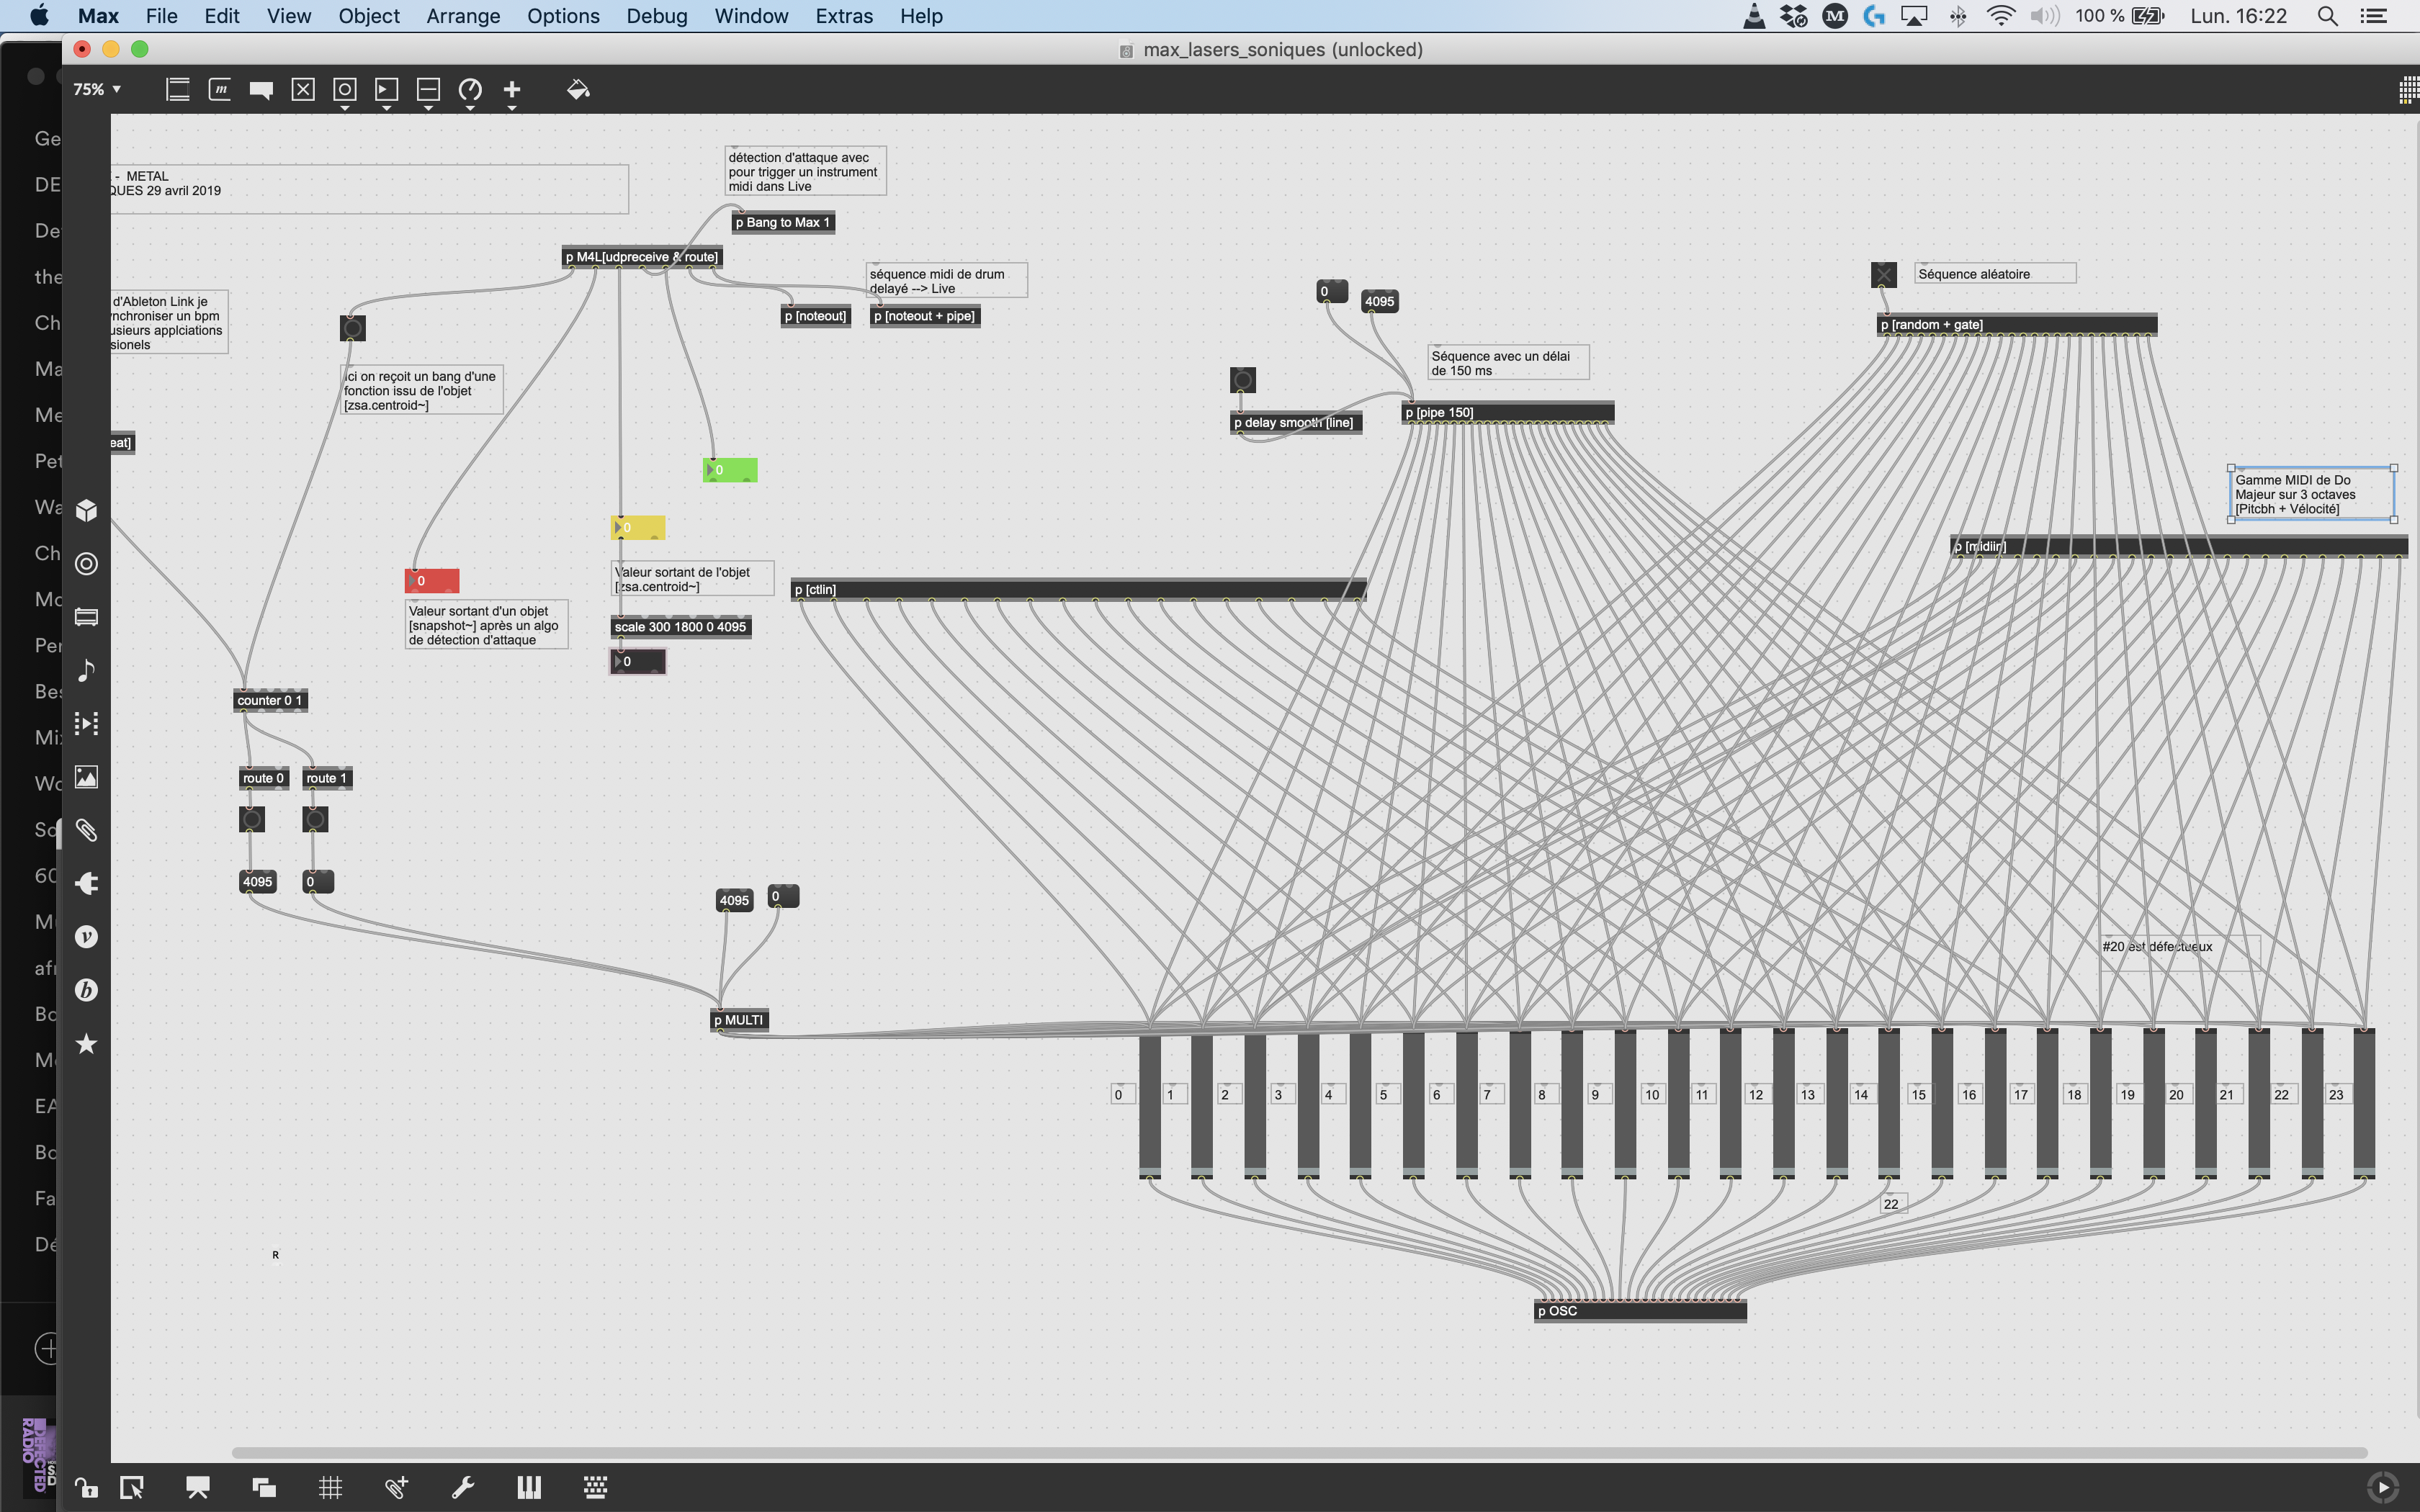 Max File Edit View Object Arrange Options Debug Window Extras Help
100 % Lun. 16:22
max_lasers_soniques (unlocked)
75%
- METAL
QUES 29 avril 2019
détection d'attaque avec
pour trigger un instrument
midi dans Live
p Bang to Max 1
p M4L[udpreceive & route]
séquence midi de drum
delayé --> Live
p [noteout]
p [noteout + pipe]
d'Ableton Link je
nchroniser un bpm
usieurs applciations
sionels
Ici on reçoit un bang d'une
fonction issu de l'objet
[zsa.centroid~]
eat]
0
4095
Séquence avec un délai
de 150 ms
p delay smooth [line]
p [pipe 150]
Séquence aléatoire
p [random + gate]
Gamme MIDI de Do
Majeur sur 3 octaves
[Pitcbh + Vélocité]
p [midiin]
0
0
0
Valeur sortant d'un objet
[snapshot~] après un algo
de détection d'attaque
Valeur sortant de l'objet
[zsa.centroid~]
scale 300 1800 0 4095
0
p [ctlin]
counter 0 1
route 0
route 1
4095
0
4095
0
p MULTI
#20 est défectueux
0 1 2 3 4 5 6 7 8 9 10 11 12 13 14 15 16 17 18 19 20 21 22 23
22
p OSC
R
Ge
DE
De
the
Ch
Ma
Me
Pet
Wa
Ch
Mo
Per
Bes
Mix
Wo
So
60
Mu
afr
Bo
Mo
EA
Bo
Fa
Dé
DEFECTED
RADIO